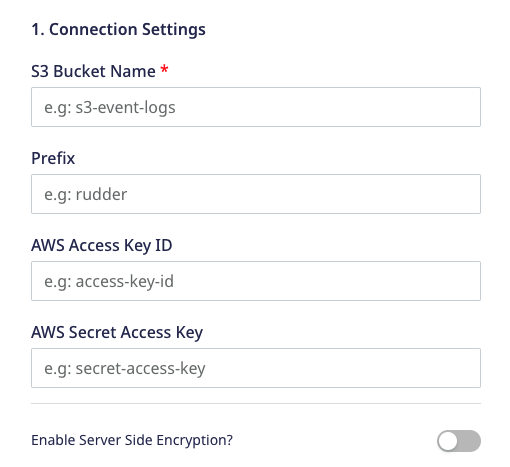 1. Connection Settings
S3 Bucket Name *
e.g: s3-event-logs
Prefix
e.g: rudder
AWS Access Key ID
e.g: access-key-id
AWS Secret Access Key
e.g: secret-access-key
Enable Server Side Encryption?